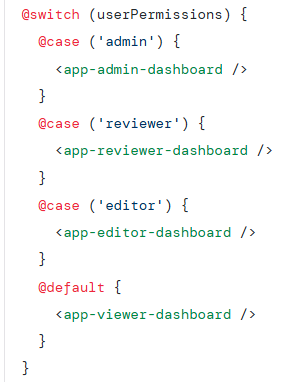 @switch (userPermissions) {
  @case ('admin') {
    <app-admin-dashboard />
  }
  @case ('reviewer') {
    <app-reviewer-dashboard />
  }
  @case ('editor') {
    <app-editor-dashboard />
  }
  @default {
    <app-viewer-dashboard />
  }
}